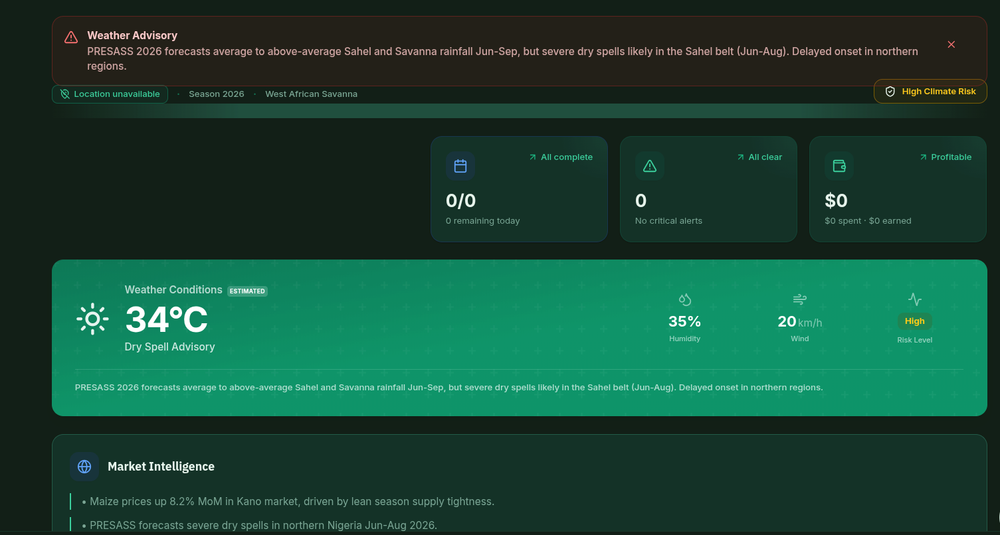 Weather Advisory
PRESASS 2026 forecasts average to above-average Sahel and Savanna rainfall Jun-Sep, but severe dry spells likely in the Sahel belt (Jun-Aug). Delayed onset in northern
regions.
Location unavailable · Season 2026 · West African Savanna
High Climate Risk
All complete
0/0
0 remaining today
All clear
0
No critical alerts
Profitable
$0
$0 spent · $0 earned
Weather Conditions ESTIMATED
34°C
Dry Spell Advisory
35%
Humidity
20 km/h
Wind
High
Risk Level
PRESASS 2026 forecasts average to above-average Sahel and Savanna rainfall Jun-Sep, but severe dry spells likely in the Sahel belt (Jun-Aug). Delayed onset in northern regions.
Market Intelligence
• Maize prices up 8.2% MoM in Kano market, driven by lean season supply tightness.
• PRESASS forecasts severe dry spells in northern Nigeria Jun-Aug 2026.